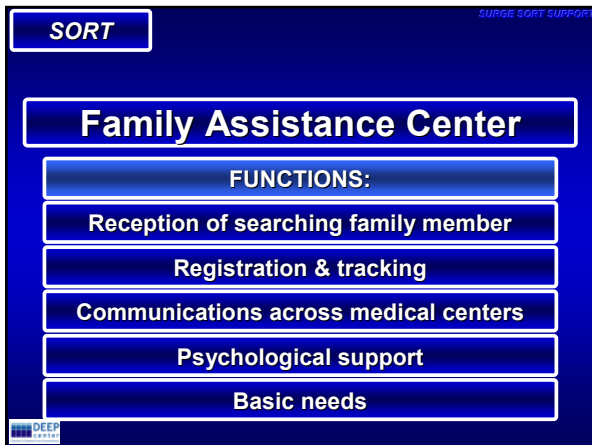 SURGE SORT SUPPORT
SORT
Family Assistance Center
FUNCTIONS:
Reception of searching family member
Registration & tracking
Communications across medical centers
Psychological support
Basic needs
DEEP
center